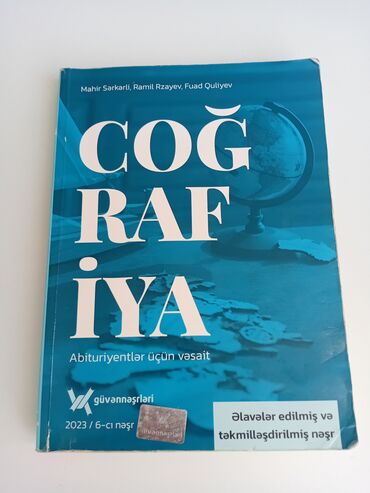 Mahir Sərkərli, Ramil Rzayev, Fuad Quliyev
COĞ
RAF
İYA
Abituriyentlər üçün vəsait
güvənnəşrləri
2023 / 6-cı nəşr
Əlavələr edilmiş və
təkmilləşdirilmiş nəşr